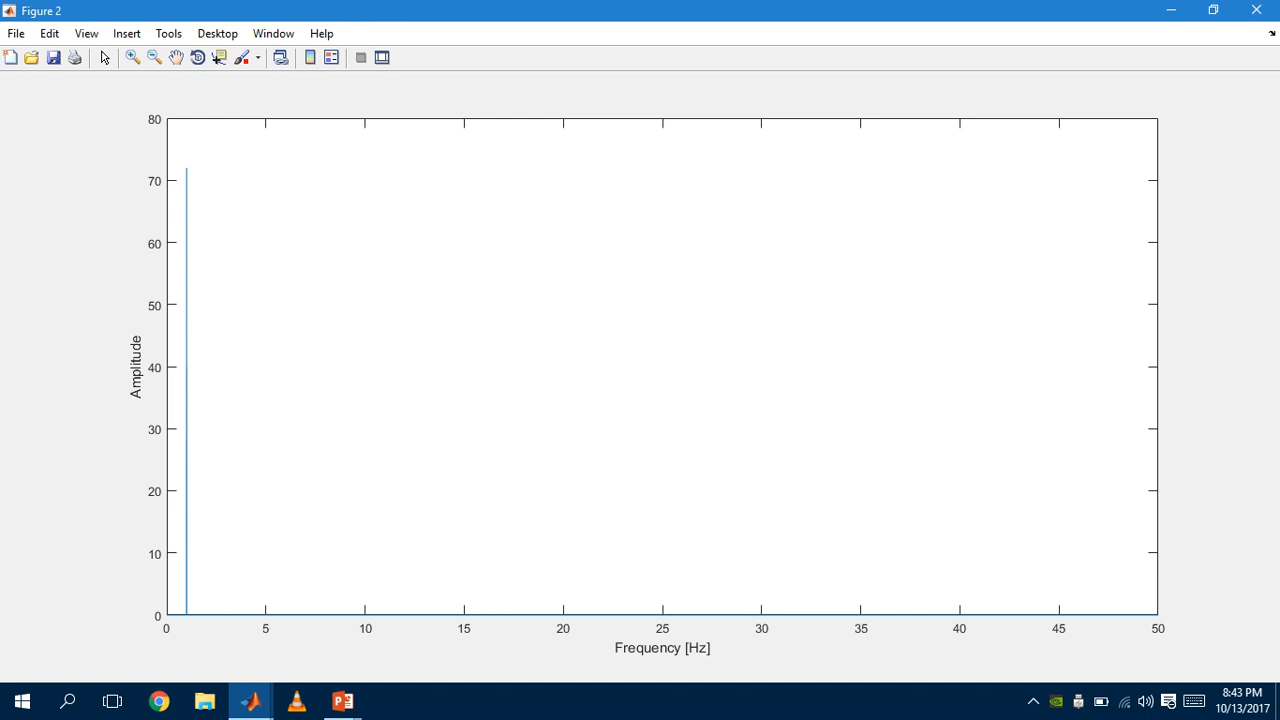 Figure 2
File Edit View Insert Tools Desktop Window Help
80
70
60
50
40
30
20
10
0
Amplitude
0 5 10 15 20 25 30 35 40 45 50
Frequency [Hz]
8:43 PM
10/13/2017